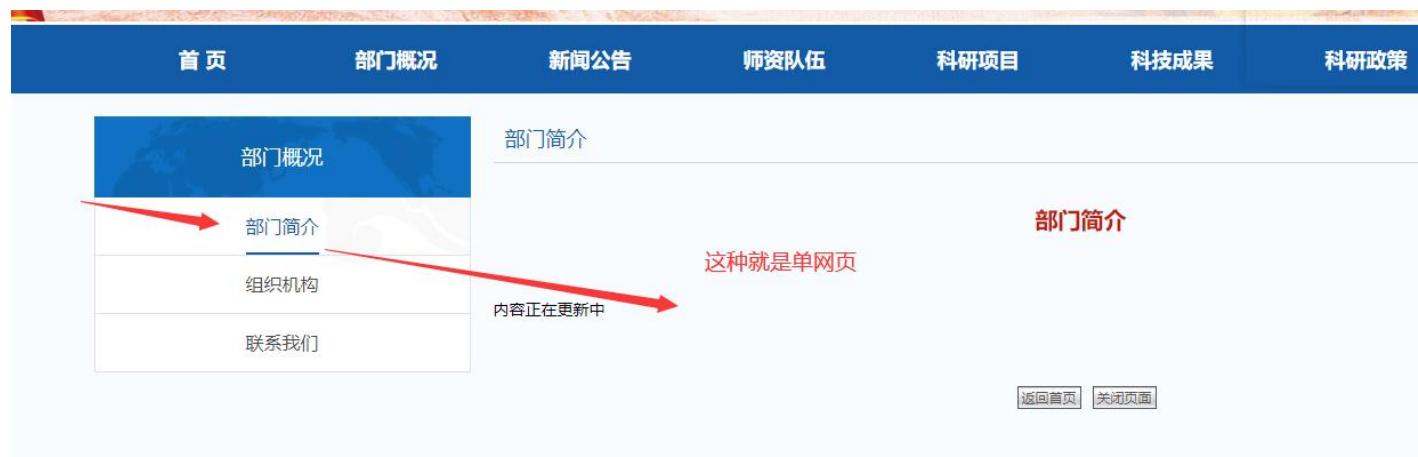 首 页 部门概况 新闻公告 师资队伍 科研项目 科技成果 科研政策
部门概况
部门简介
组织机构
联系我们
部门简介
部门简介
这种就是单网页
内容正在更新中
返回首页 关闭页面